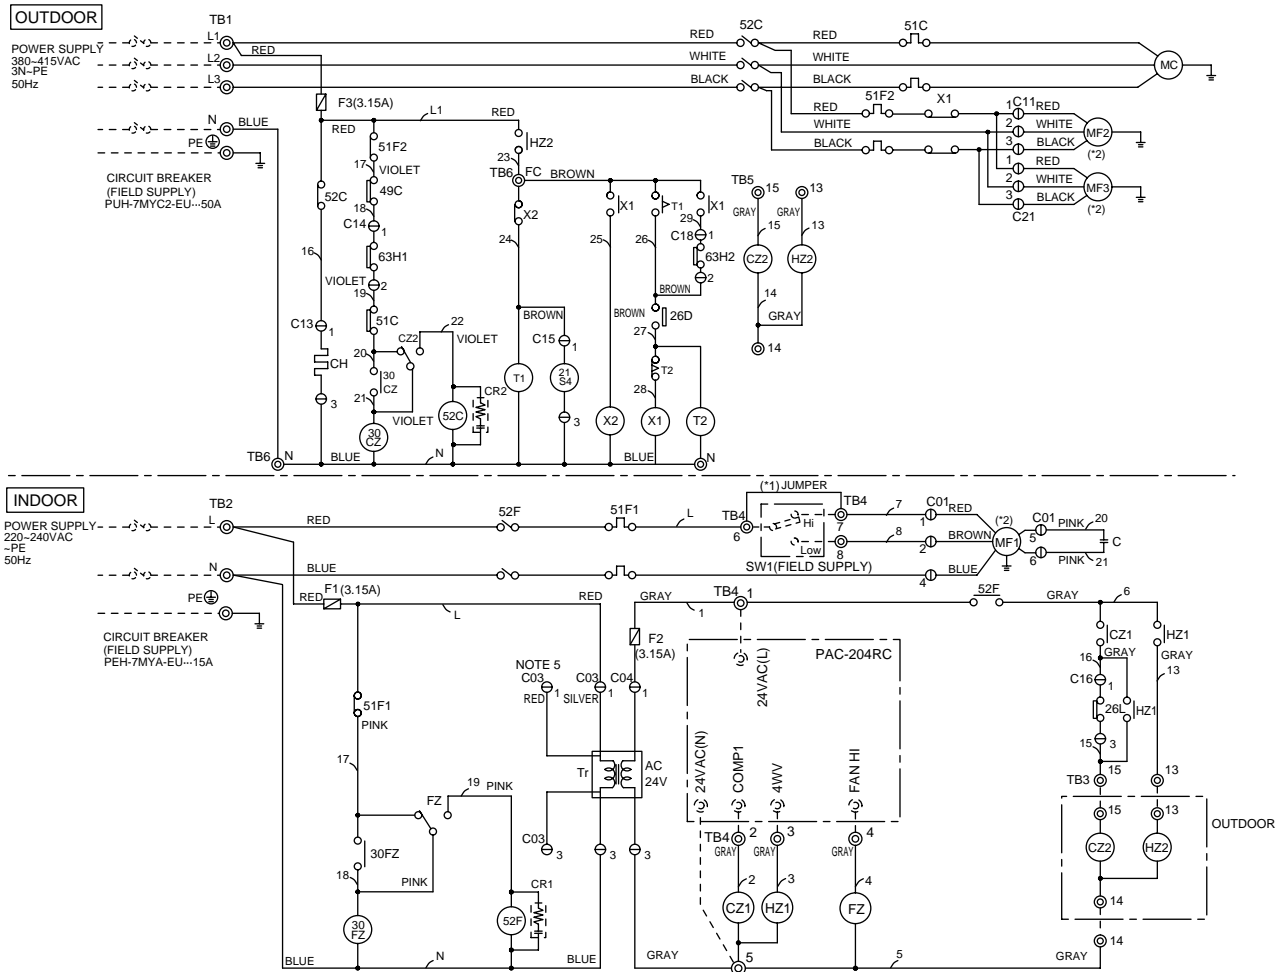 OUTDOOR
TB1
POWER SUPPLY
380~415VAC
3N~PE
50Hz
L1
RED
L2
L3
N
BLUE
PE
CIRCUIT BREAKER
(FIELD SUPPLY)
PUH-7MYC2-EU···50A
RED
52C
RED
51C
WHITE
WHITE
BLACK
BLACK
MC
51F2
X1
C11
RED
1
RED
WHITE
2
WHITE
MF2
BLACK
3
BLACK
(*2)
1
RED
2
WHITE
MF3
3
BLACK
(*2)
C21
F3(3.15A)
RED
L1
RED
51F2
HZ2
17
VIOLET
23
TB6
FC
BROWN
49C
52C
18
X2
C14
1
16
63H1
24
VIOLET
2
19
51C
C13
1
22
VIOLET
CZ2
CH
20
30
CZ
21
3
VIOLET
30
CZ
52C
CR2
BROWN
C15
1
T1
21
S4
3
X1
T1
X1
29
C18
1
25
26
63H2
2
BROWN
BROWN
26D
27
T2
28
X2
X1
T2
TB6
N
BLUE
N
BLUE
N
TB5
15
13
GRAY
GRAY
15
13
CZ2
HZ2
14
GRAY
14
INDOOR
TB2
POWER SUPPLY
220~240VAC
~PE
50Hz
L
RED
52F
51F1
L
(*1) JUMPER
TB4
TB4
6
Hi
7
Low
8
SW1(FIELD SUPPLY)
7
C01
RED
1
8
BROWN
2
BLUE
4
(*2)
MF1
C01
PINK
20
5
C
6
PINK
21
N
BLUE
PE
CIRCUIT BREAKER
(FIELD SUPPLY)
PEH-7MYA-EU···15A
F1(3.15A)
RED
L
RED
GRAY
1
TB4
1
52F
GRAY
6
F2
(3.15A)
NOTE 5
C03
1
RED
C03
1
SILVER
C04
1
51F1
PINK
17
19
PINK
FZ
30FZ
18
PINK
30
FZ
52F
CR1
BLUE
N
BLUE
Tr
AC
24V
C03
3
3
3
PAC-204RC
24VAC(L)
24VAC(N)
COMP1
4WV
FAN HI
TB4
2
3
4
GRAY
GRAY
GRAY
2
3
4
CZ1
HZ1
FZ
GRAY
5
5
GRAY
CZ1
HZ1
16
GRAY
GRAY
C16
1
13
26L
HZ1
15
3
TB3
15
13
15
13
OUTDOOR
CZ2
HZ2
14
14